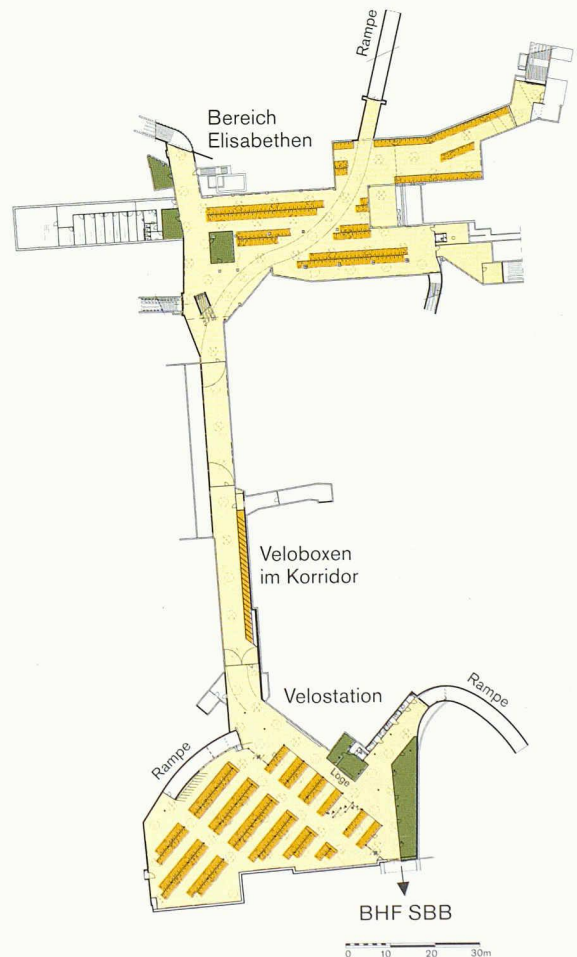 Rampe
Bereich
Elisabethen
Veloboxen
im Korridor
Velostation
Rampe
Rampe
Loge
BHF SBB
0 10 20 30m